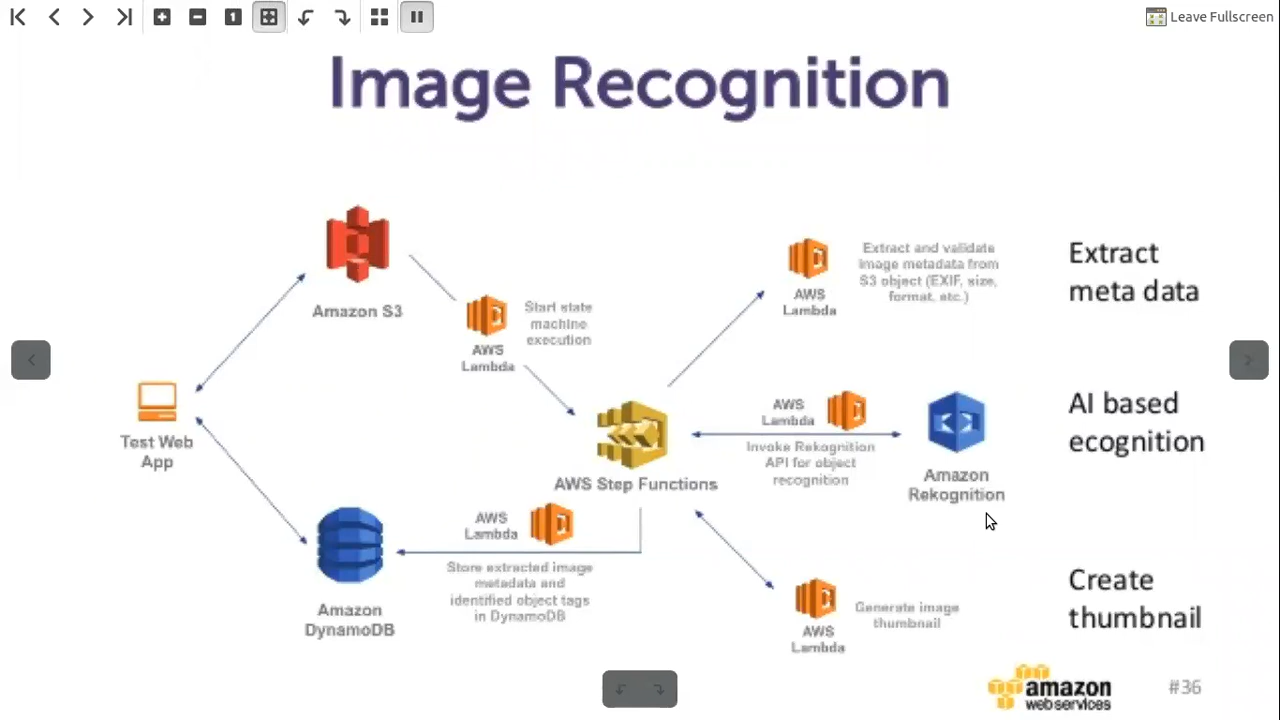 1
Leave Fullscreen
Image Recognition
Amazon S3
AWS
Lambda
Start state
machine
execution
AWS
Lambda
Extract and validate
image metadata from
S3 object (EXIF, size,
format, etc.)
Extract
meta data
Test Web
App
AWS Step Functions
AWS
Lambda
Invoke Rekognition
API for object
recognition
Amazon
Rekognition
AI based
ecognition
Amazon
DynamoDB
AWS
Lambda
Store extracted image
metadata and
identified object tags
in DynamoDB
AWS
Lambda
Generate image
thumbnail
Create
thumbnail
amazon
webservices
#36